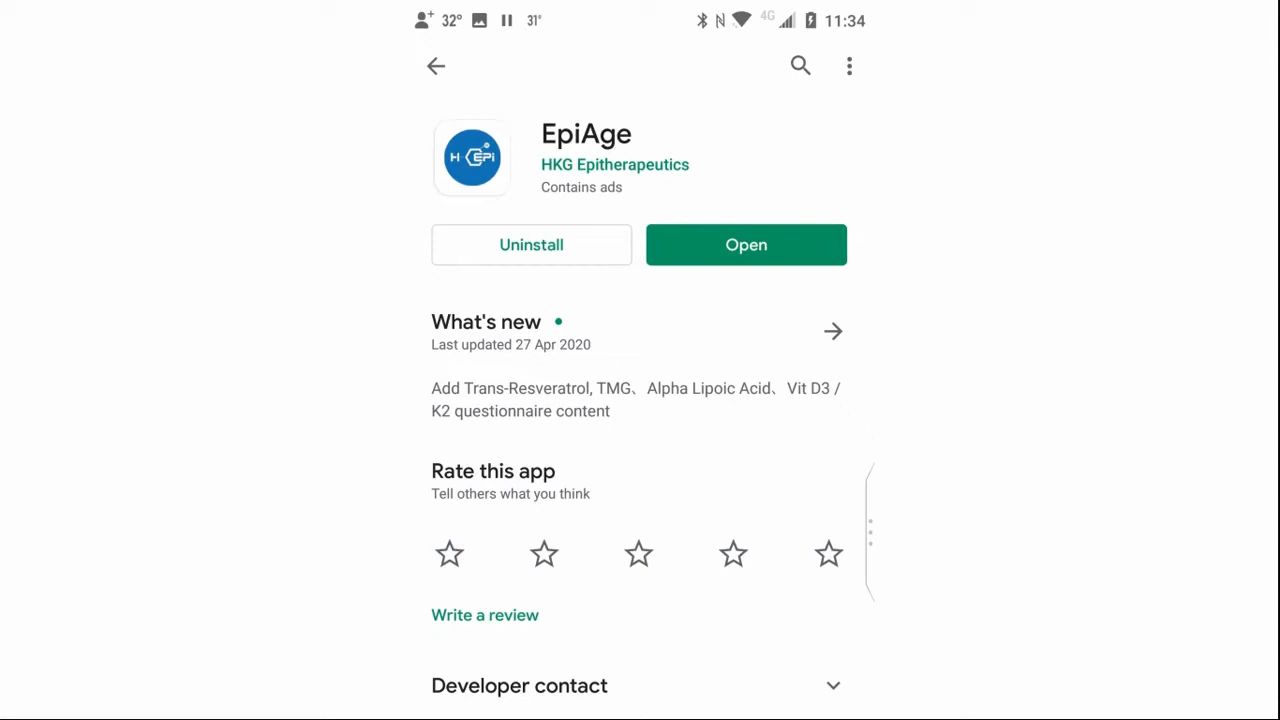 32° 31° 4G 11:34
EpiAge
H EPi
HKG Epitherapeutics
Contains ads
Uninstall Open
What's new
Last updated 27 Apr 2020
Add Trans-Resveratrol, TMG、Alpha Lipoic Acid、Vit D3 /
K2 questionnaire content
Rate this app
Tell others what you think
Write a review
Developer contact